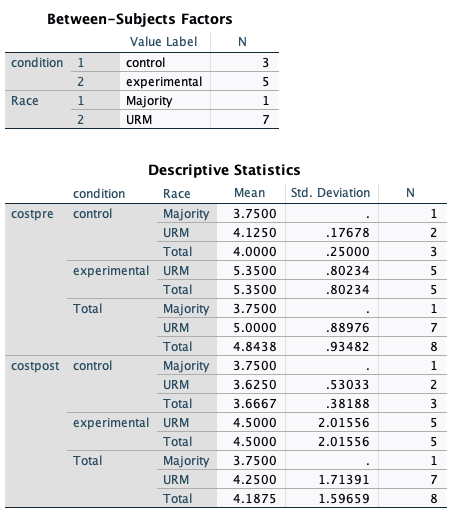 Between-Subjects Factors
Value Label N
condition 1 control 3
2 experimental 5
Race 1 Majority 1
2 URM 7
Descriptive Statistics
condition Race Mean Std. Deviation N
costpre control Majority 3.7500 . 1
URM 4.1250 .17678 2
Total 4.0000 .25000 3
experimental URM 5.3500 .80234 5
Total 5.3500 .80234 5
Total Majority 3.7500 . 1
URM 5.0000 .88976 7
Total 4.8438 .93482 8
costpost control Majority 3.7500 . 1
URM 3.6250 .53033 2
Total 3.6667 .38188 3
experimental URM 4.5000 2.01556 5
Total 4.5000 2.01556 5
Total Majority 3.7500 . 1
URM 4.2500 1.71391 7
Total 4.1875 1.59659 8